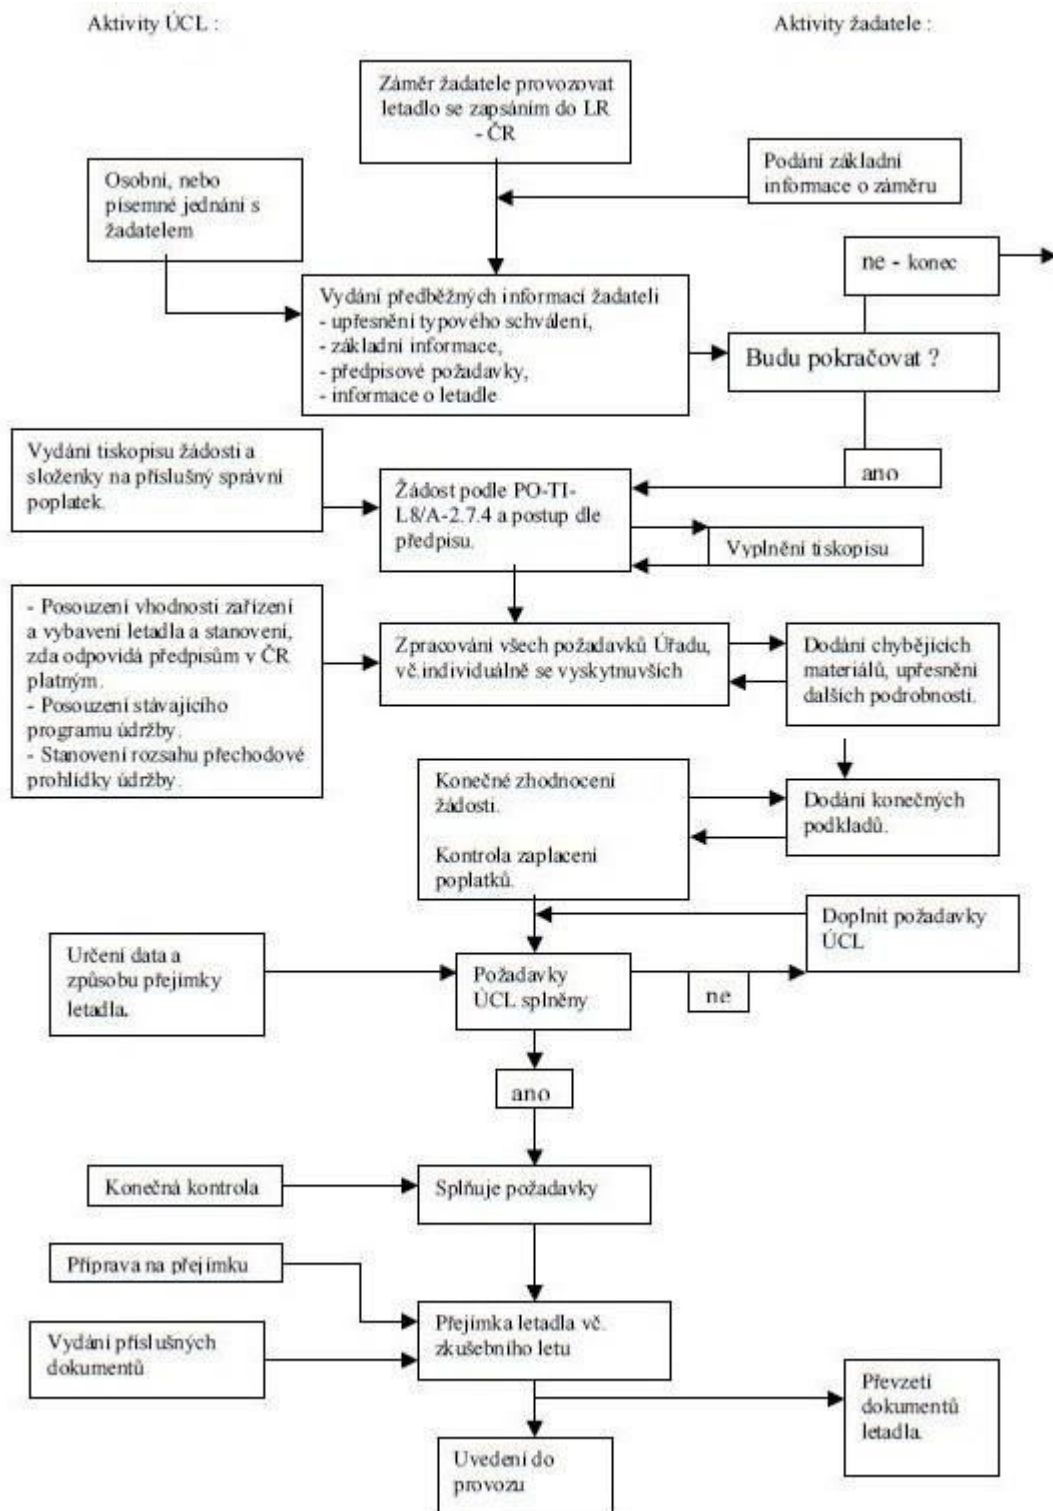 Aktivity ÚCL :
Aktivity žadatele :
Záměr žadatele provozovat
letadlo se zapsáním do LR
- ČR
Podání základní
informace o záměru
Osobní, nebo
písemné jednání s
žadatelem
ne - konec
Vydání předběžných informací žadateli
- upřesnění typového schválení,
- základní informace,
- předpisové požadavky,
- informace o letadle
Budu pokračovat ?
Vydání tiskopisu žádosti a
složenky na příslušný správní
poplatek.
ano
Žádost podle PO-TI-
L8/A-2.7.4 a postup dle
předpisu.
Vyplnění tiskopisu
- Posouzení vhodnosti zařízení
a vybavení letadla a stanovení,
zda odpovídá předpisům v ČR
platným.
- Posouzení stávajícího
programu údržby.
- Stanovení rozsahu přechodové
prohlídky údržby.
Zpracování všech požadavků Úřadu,
vč.individuálně se vyskytnuvších
Dodání chybějících
materiálů, upřesnění
dalších podrobností.
Konečné zhodnocení
žádosti.
Kontrola zaplacení
poplatků.
Dodání konečných
podkladů.
Doplnit požadavky
ÚCL
Určení data a
způsobu přejímky
letadla.
Požadavky
ÚCL splněny
ne
ano
Konečná kontrola
Splňuje požadavky
Příprava na přejímku
Přejímka letadla vč.
zkušebního letu
Vydání příslušných
dokumentů
Převzetí
dokumentů
letadla.
Uvedení do
provozu